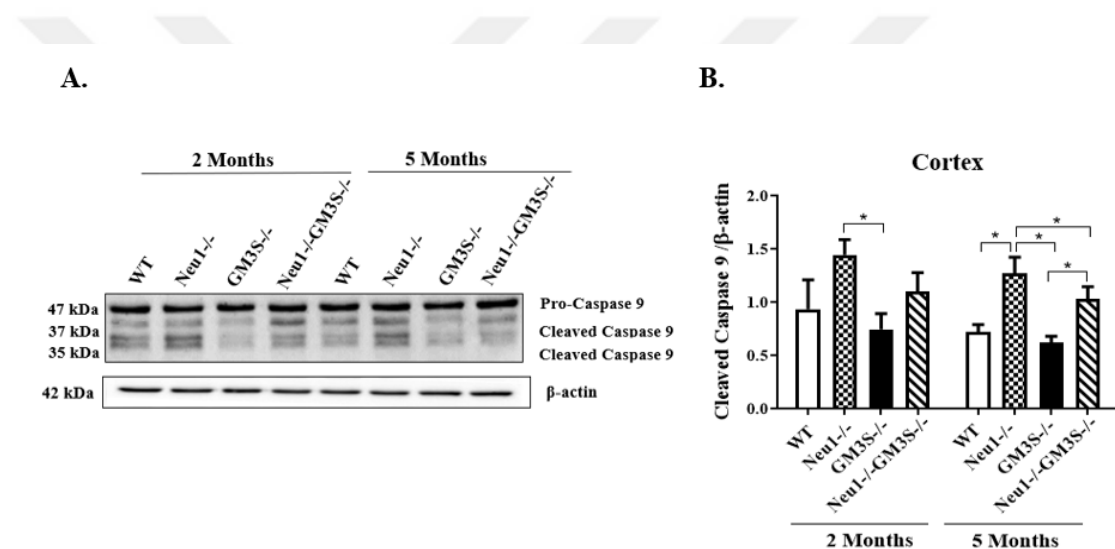 A.
2 Months 5 Months
WT Neu1-/- GM3S-/- Neu1-/-GM3S-/- WT Neu1-/- GM3S-/- Neu1-/-GM3S-/-
47 kDa Pro-Caspase 9
37 kDa Cleaved Caspase 9
35 kDa Cleaved Caspase 9
42 kDa β-actin
B.
Cortex
Cleaved Caspase 9 /β-actin
2.0
1.5
1.0
0.5
0.0
*
* * * *
WT Neu1-/- GM3S-/- Neu1-/-GM3S-/- WT Neu1-/- GM3S-/- Neu1-/-GM3S-/-
2 Months 5 Months